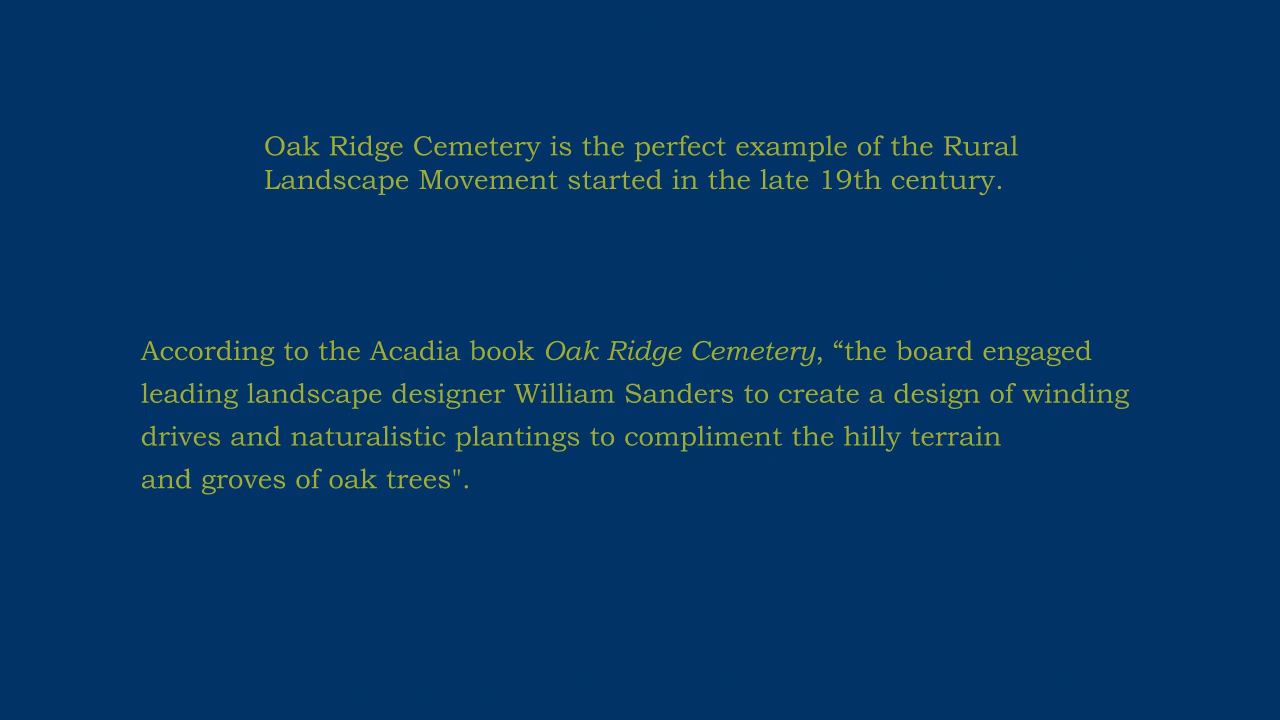 Oak Ridge Cemetery is the perfect example of the Rural
Landscape Movement started in the late 19th century.
According to the Acadia book Oak Ridge Cemetery, “the board engaged
leading landscape designer William Sanders to create a design of winding
drives and naturalistic plantings to compliment the hilly terrain
and groves of oak trees".